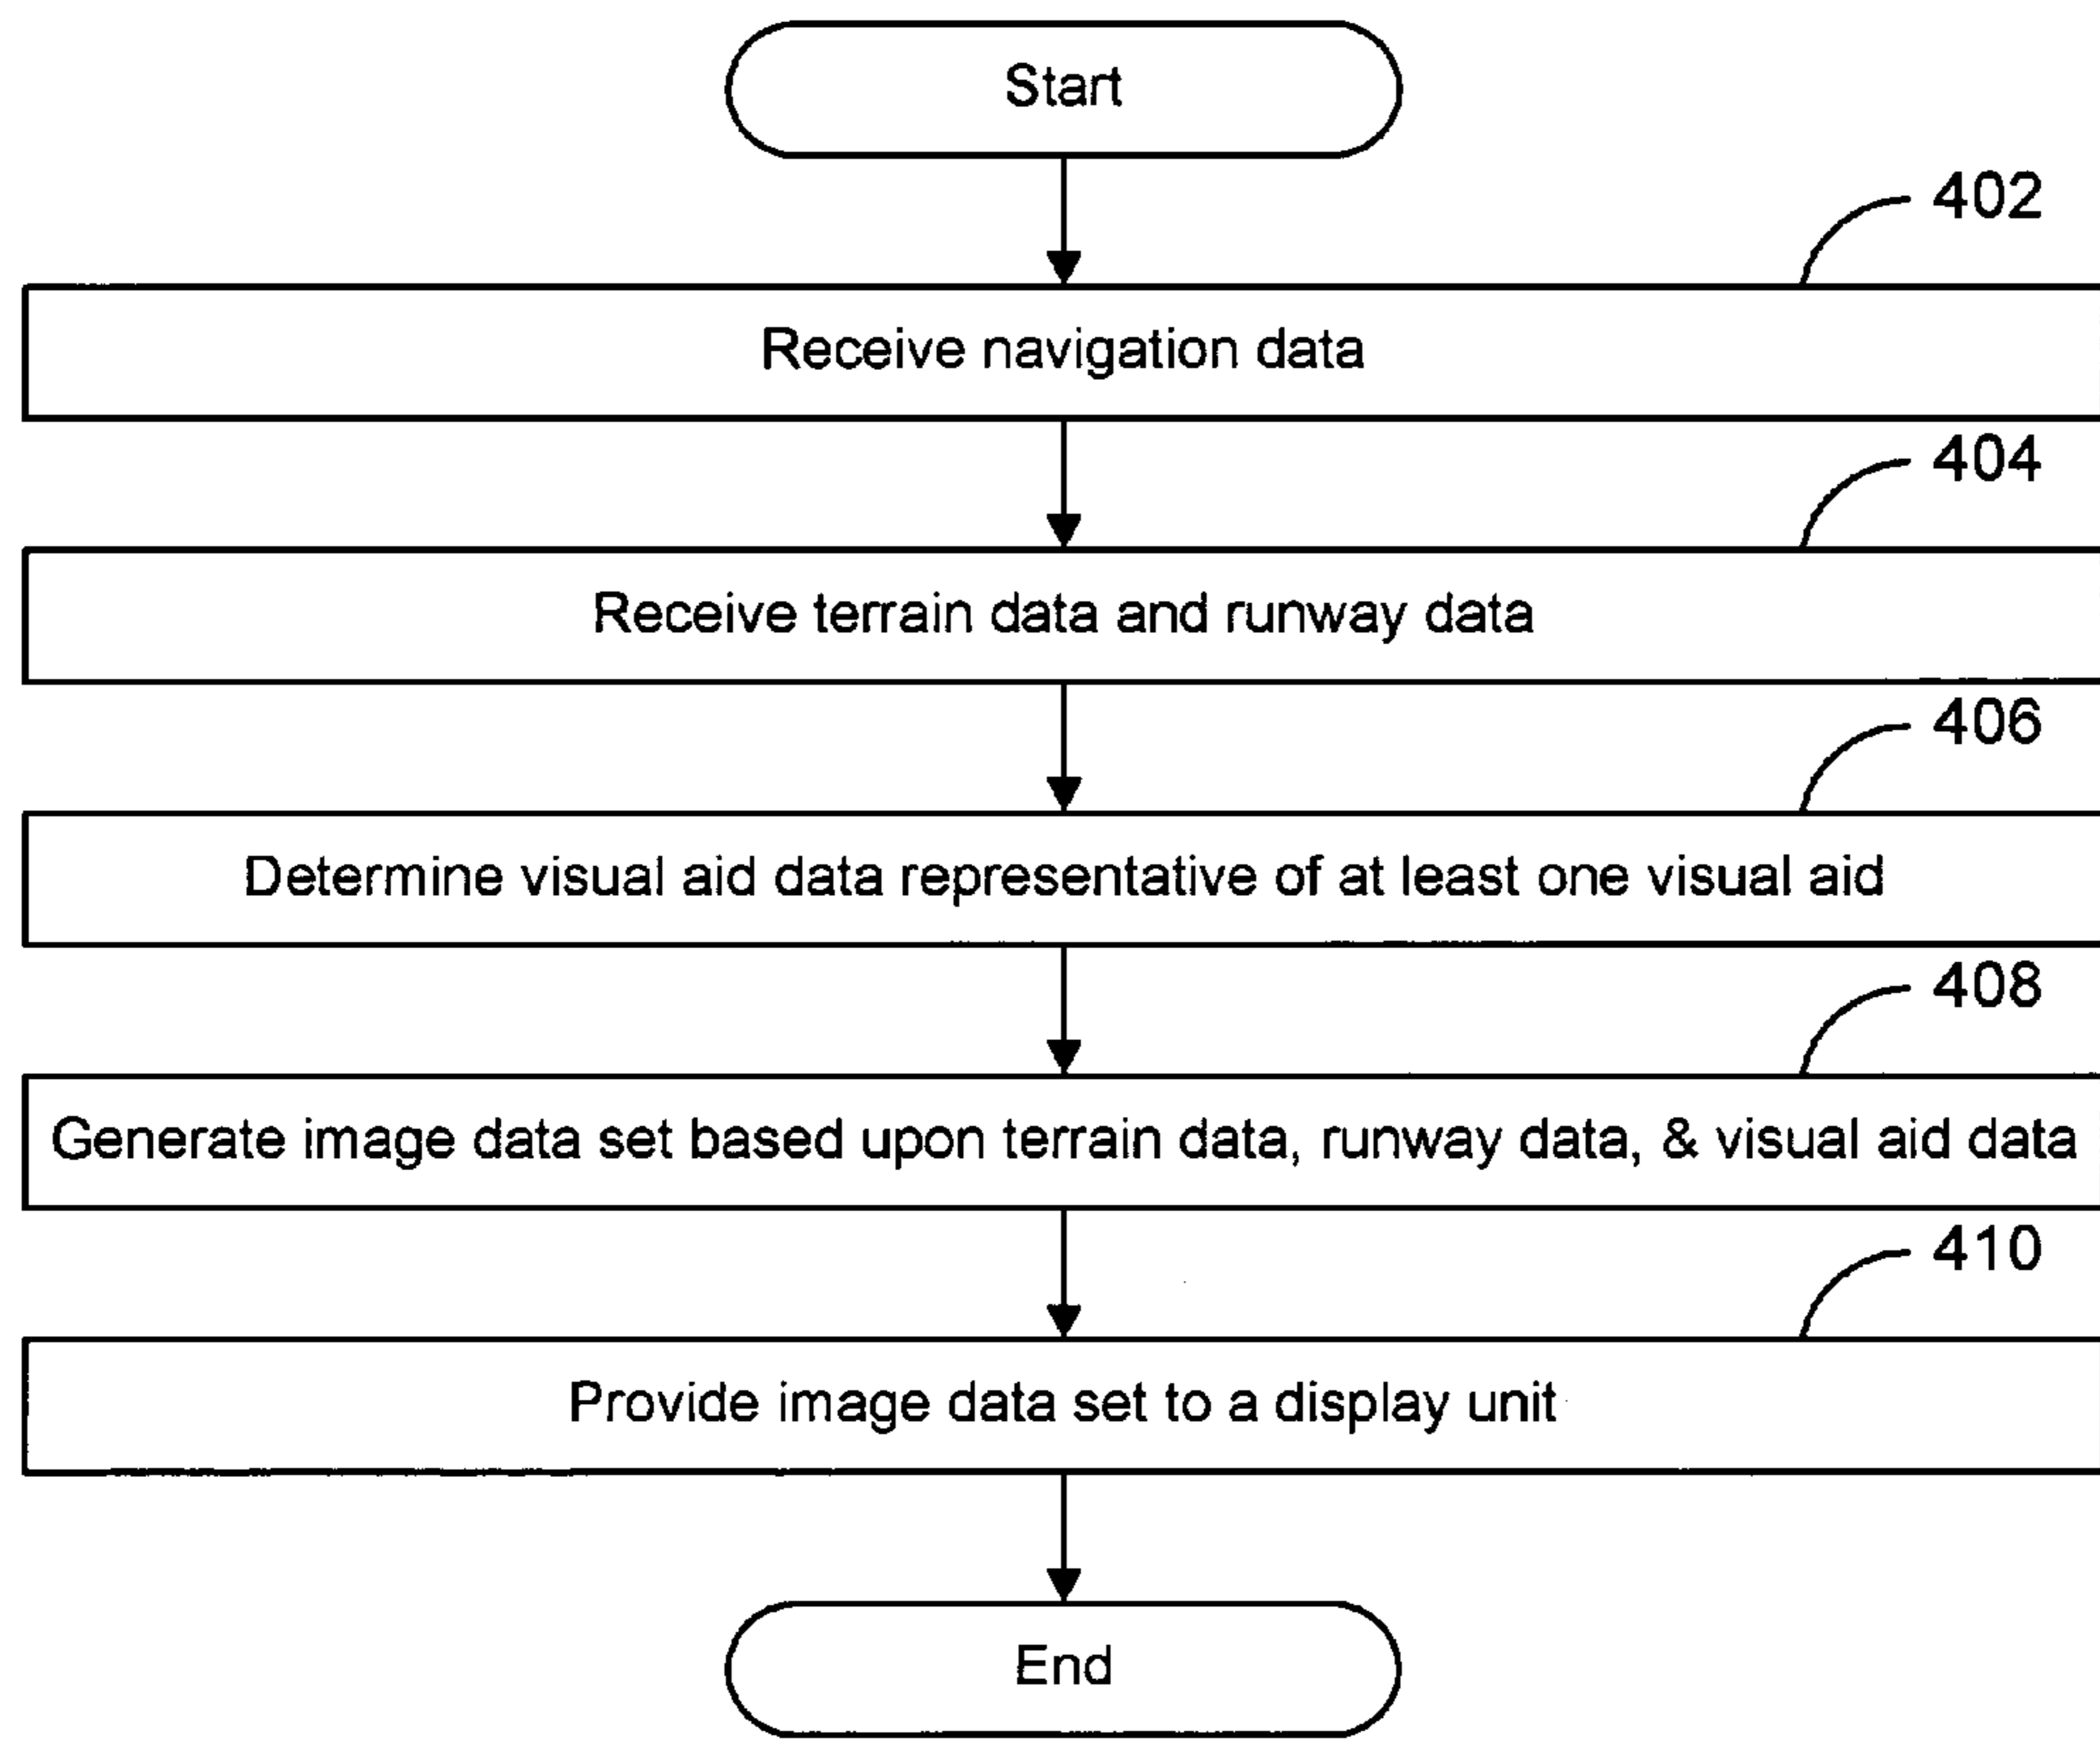 Start
402
Receive navigation data
404
Receive terrain data and runway data
406
Determine visual aid data representative of at least one visual aid
408
Generate image data set based upon terrain data, runway data, & visual aid data
410
Provide image data set to a display unit
End